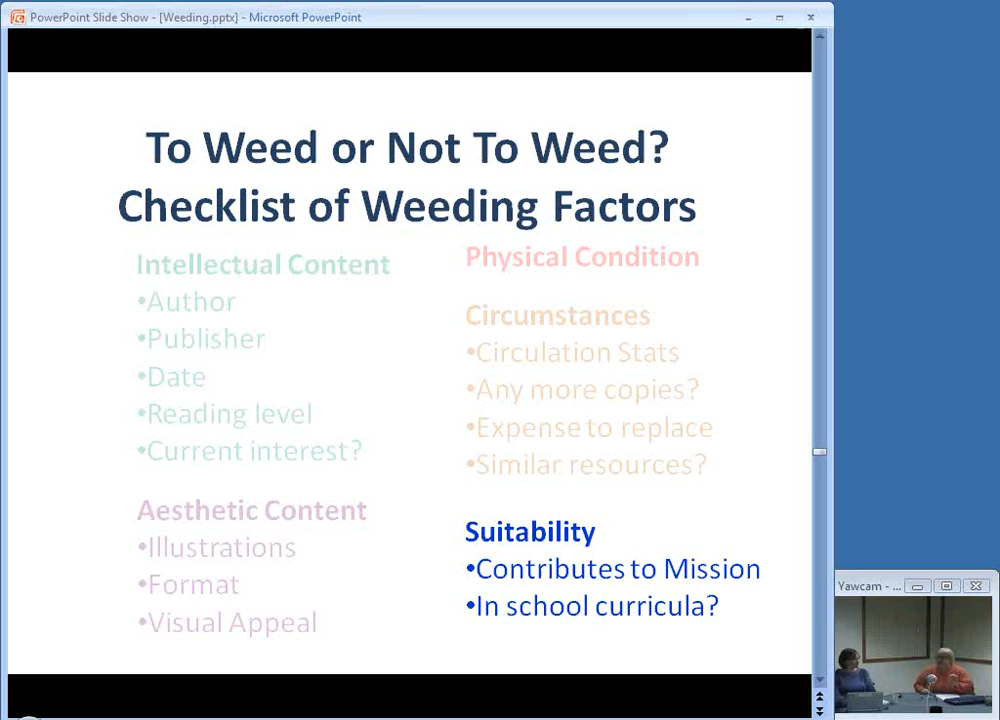 PowerPoint Slide Show - [Weeding.pptx] - Microsoft PowerPoint
To Weed or Not To Weed?
Checklist of Weeding Factors
Intellectual Content
•Author
•Publisher
•Date
•Reading level
•Current interest?
Aesthetic Content
•Illustrations
•Format
•Visual Appeal
Physical Condition
Circumstances
•Circulation Stats
•Any more copies?
•Expense to replace
•Similar resources?
Suitability
•Contributes to Mission
•In school curricula?
Yawcam - ...